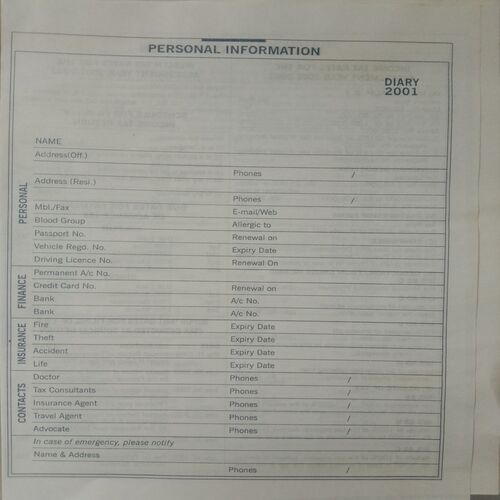 PERSONAL INFORMATION
DIARY
2001
PERSONAL
NAME
Address(Off.)
Phones /
Address (Resi.)
Phones /
Mbl./Fax E-mail/Web
Blood Group Allergic to
Passport No. Renewal on
Vehicle Regd. No. Expiry Date
Driving Licence No. Renewal On
FINANCE
Permanent A/c No.
Credit Card No. Renewal on
Bank A/c No.
Bank A/c No.
INSURANCE
Fire Expiry Date
Theft Expiry Date
Accident Expiry Date
Life Expiry Date
CONTACTS
Doctor Phones /
Tax Consultants Phones /
Insurance Agent Phones /
Travel Agent Phones /
Advocate Phones /
In case of emergency, please notify
Name & Address
Phones /